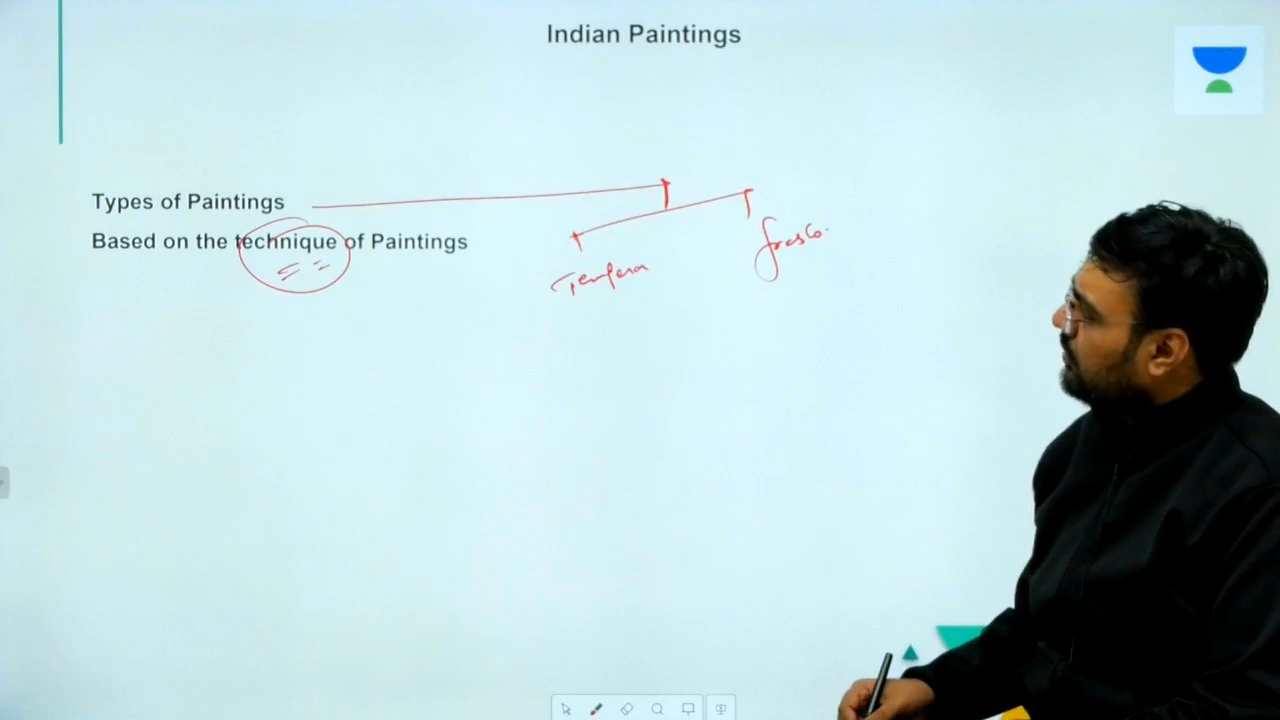 Indian Paintings
Types of Paintings
Based on the technique of Paintings
Tempera
fresco.